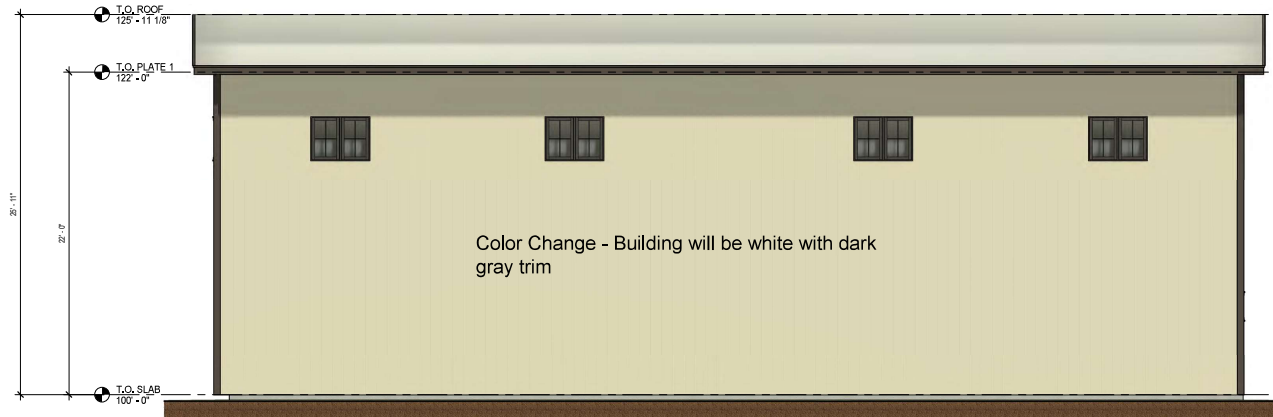 T.O. ROOF
125' - 11 1/8"
T.O. PLATE 1
122' - 0"
25' - 11"
22' - 0"
Color Change - Building will be white with dark
gray trim
T.O. SLAB
100' - 0"